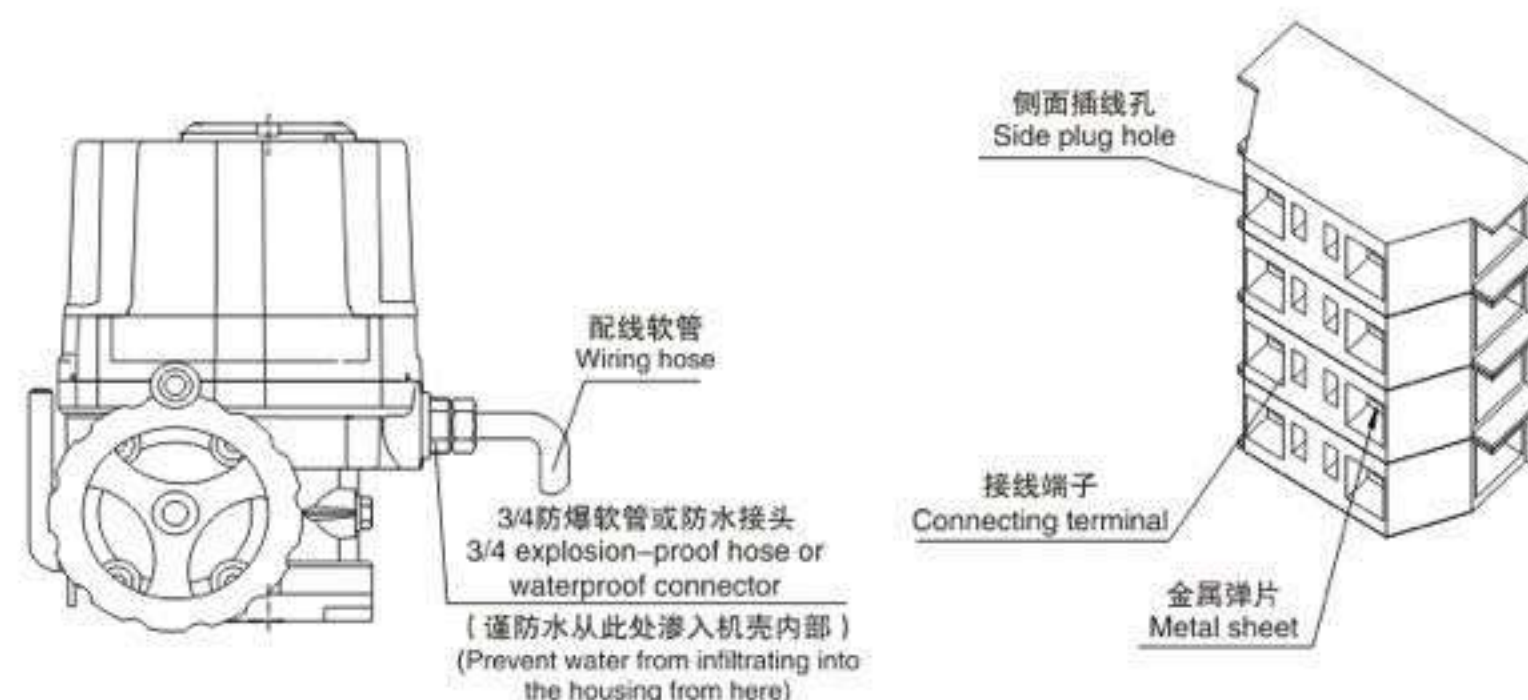 配线软管
Wiring hose
3/4防爆软管或防水接头
3/4 explosion–proof hose or
waterproof connector
(谨防水从此处渗入机壳内部)
(Prevent water from infiltrating into
the housing from here)
侧面插线孔
Side plug hole
接线端子
Connecting terminal
金属弹片
Metal sheet